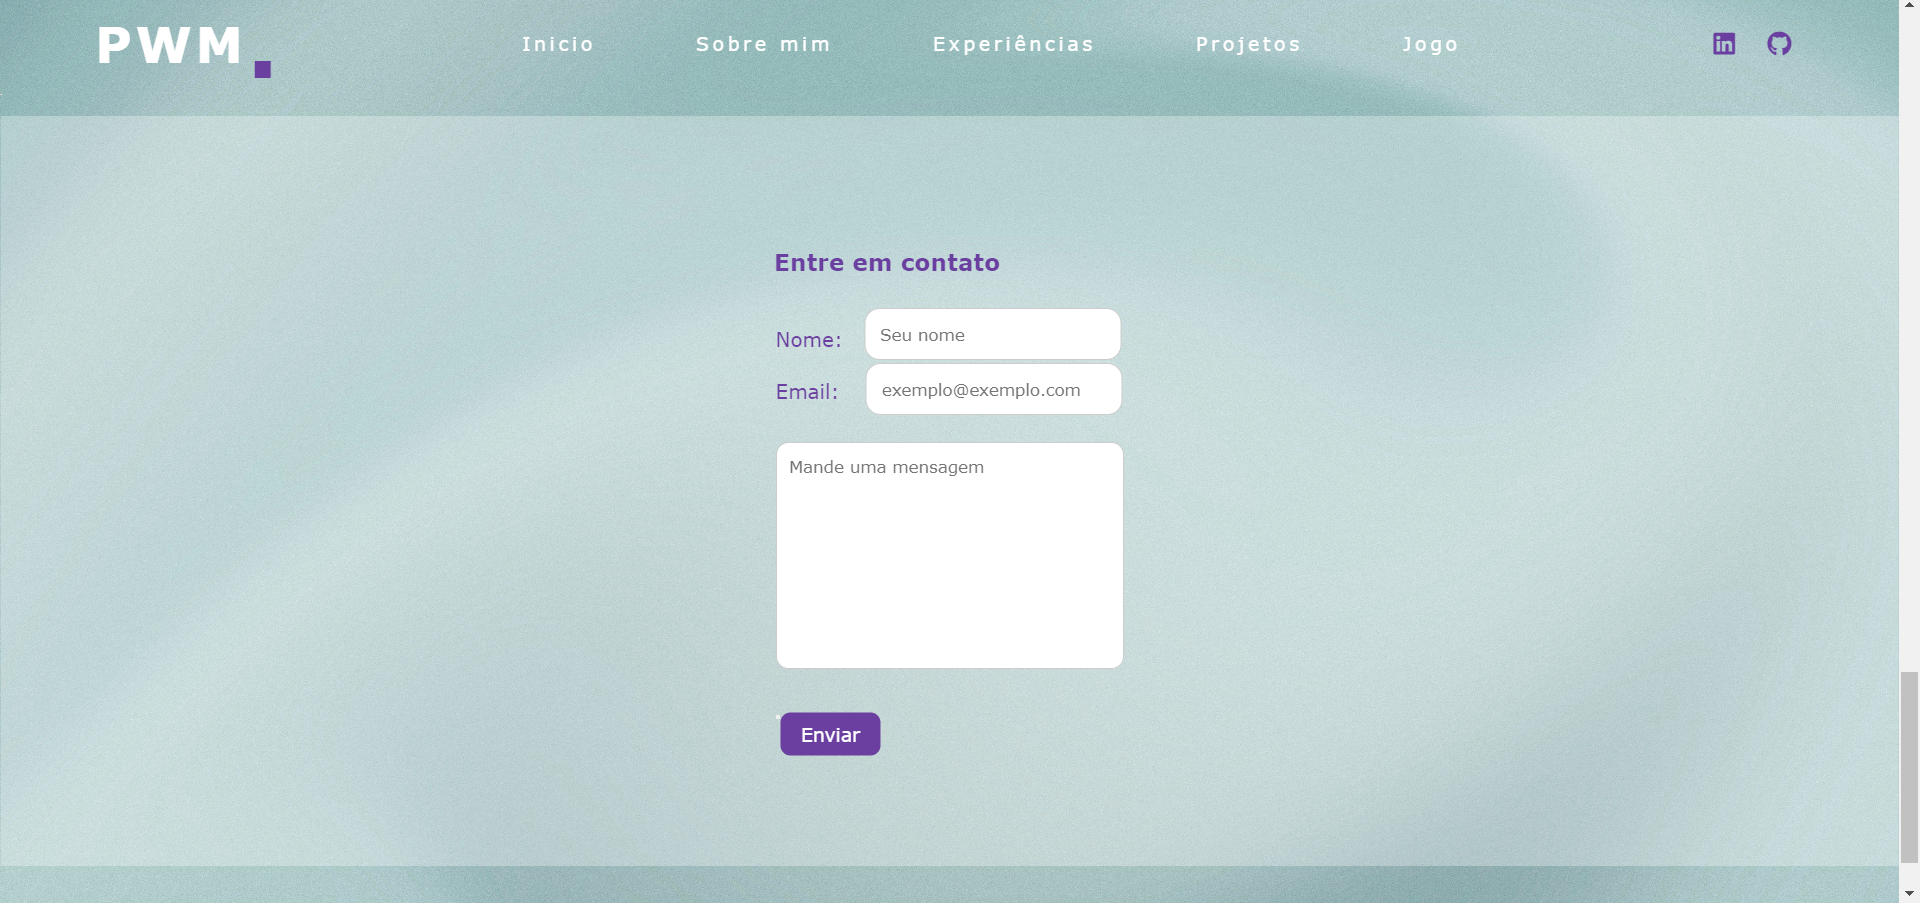 PWM. Inicio Sobre mim Experiências Projetos Jogo
Entre em contato
Nome: Seu nome
Email: exemplo@exemplo.com
Mande uma mensagem
Enviar